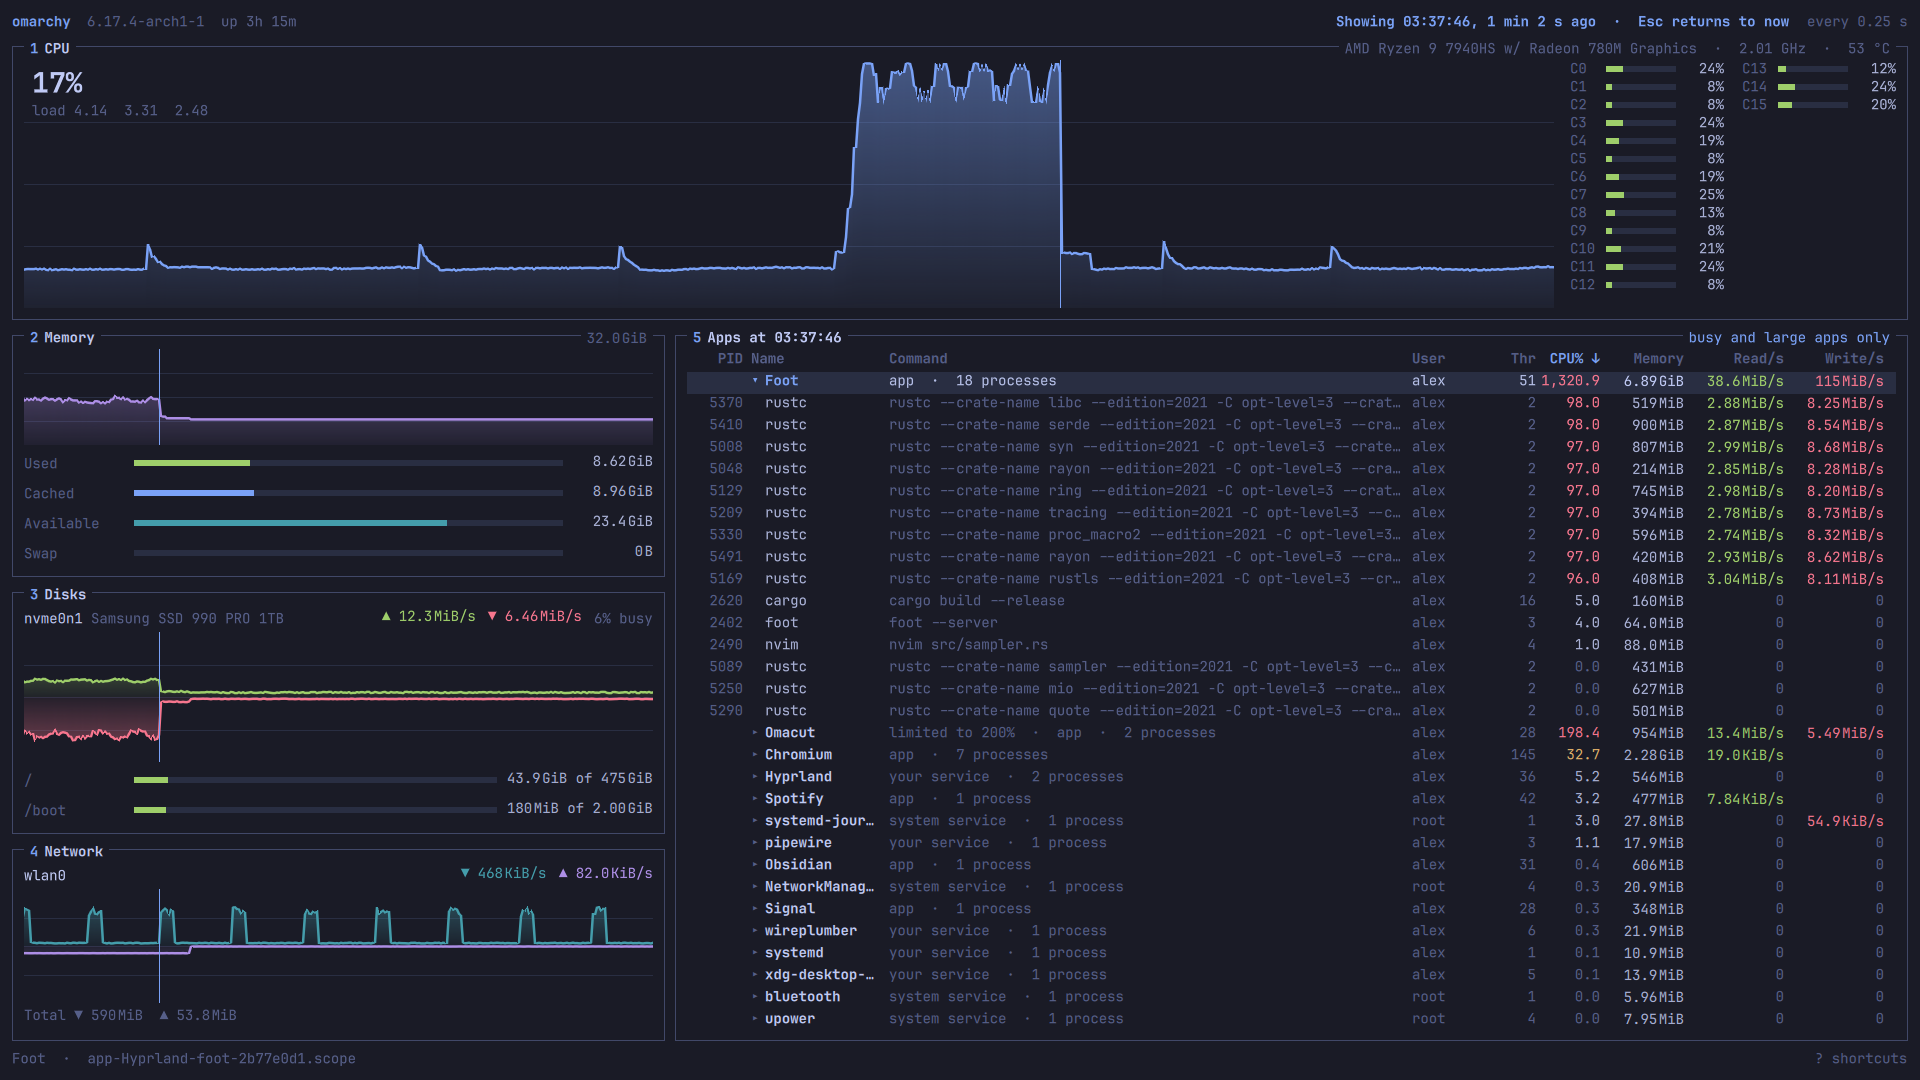 omarchy 6.17.4-arch1-1 up 3h 15m
Showing 03:37:46, 1 min 2 s ago · Esc returns to now every 0.25 s
1 CPU
AMD Ryzen 9 7940HS w/ Radeon 780M Graphics · 2.01 GHz · 53 °C
17%
load 4.14 3.31 2.48
C0 24% C13 12%
C1 8% C14 24%
C2 8% C15 20%
C3 24%
C4 19%
C5 8%
C6 19%
C7 25%
C8 13%
C9 8%
C10 21%
C11 24%
C12 8%
2 Memory 32.0GiB
Used 8.62GiB
Cached 8.96GiB
Available 23.4GiB
Swap 0B
3 Disks
nvme0n1 Samsung SSD 990 PRO 1TB ▲ 12.3MiB/s ▼ 6.46MiB/s 6% busy
/ 43.9GiB of 475GiB
/boot 180MiB of 2.00GiB
4 Network
wlan0 ▼ 468KiB/s ▲ 82.0KiB/s
Total ▼ 590MiB ▲ 53.8MiB
5 Apps at 03:37:46 busy and large apps only
PID Name Command User Thr CPU% ↓ Memory Read/s Write/s
▾ Foot app · 18 processes alex 51 1,320.9 6.89GiB 38.6MiB/s 115MiB/s
5370 rustc rustc --crate-name libc --edition=2021 -C opt-level=3 --crat… alex 2 98.0 519MiB 2.88MiB/s 8.25MiB/s
5410 rustc rustc --crate-name serde --edition=2021 -C opt-level=3 --cra… alex 2 98.0 900MiB 2.87MiB/s 8.54MiB/s
5008 rustc rustc --crate-name syn --edition=2021 -C opt-level=3 --crate… alex 2 97.0 807MiB 2.99MiB/s 8.68MiB/s
5048 rustc rustc --crate-name rayon --edition=2021 -C opt-level=3 --cra… alex 2 97.0 214MiB 2.85MiB/s 8.28MiB/s
5129 rustc rustc --crate-name ring --edition=2021 -C opt-level=3 --crat… alex 2 97.0 745MiB 2.98MiB/s 8.20MiB/s
5209 rustc rustc --crate-name tracing --edition=2021 -C opt-level=3 --c… alex 2 97.0 394MiB 2.78MiB/s 8.73MiB/s
5330 rustc rustc --crate-name proc_macro2 --edition=2021 -C opt-level=3… alex 2 97.0 596MiB 2.74MiB/s 8.32MiB/s
5491 rustc rustc --crate-name rayon --edition=2021 -C opt-level=3 --cra… alex 2 97.0 420MiB 2.93MiB/s 8.62MiB/s
5169 rustc rustc --crate-name rustls --edition=2021 -C opt-level=3 --cr… alex 2 96.0 408MiB 3.04MiB/s 8.11MiB/s
2620 cargo cargo build --release alex 16 5.0 160MiB 0 0
2402 foot foot --server alex 3 4.0 64.0MiB 0 0
2490 nvim nvim src/sampler.rs alex 4 1.0 88.0MiB 0 0
5089 rustc rustc --crate-name sampler --edition=2021 -C opt-level=3 --c… alex 2 0.0 431MiB 0 0
5250 rustc rustc --crate-name mio --edition=2021 -C opt-level=3 --crate… alex 2 0.0 627MiB 0 0
5290 rustc rustc --crate-name quote --edition=2021 -C opt-level=3 --cra… alex 2 0.0 501MiB 0 0
▸ Omacut limited to 200% · app · 2 processes alex 28 198.4 954MiB 13.4MiB/s 5.49MiB/s
▸ Chromium app · 7 processes alex 145 32.7 2.28GiB 19.0KiB/s 0
▸ Hyprland your service · 2 processes alex 36 5.2 546MiB 0 0
▸ Spotify app · 1 process alex 42 3.2 477MiB 7.84KiB/s 0
▸ systemd-jour… system service · 1 process root 1 3.0 27.8MiB 0 54.9KiB/s
▸ pipewire your service · 1 process alex 3 1.1 17.9MiB 0 0
▸ Obsidian app · 1 process alex 31 0.4 606MiB 0 0
▸ NetworkManag… system service · 1 process root 4 0.3 20.9MiB 0 0
▸ Signal app · 1 process alex 28 0.3 348MiB 0 0
▸ wireplumber your service · 1 process alex 6 0.3 21.9MiB 0 0
▸ systemd your service · 1 process alex 1 0.1 10.9MiB 0 0
▸ xdg-desktop-… your service · 1 process alex 5 0.1 13.9MiB 0 0
▸ bluetooth system service · 1 process root 1 0.0 5.96MiB 0 0
▸ upower system service · 1 process root 4 0.0 7.95MiB 0 0
Foot · app-Hyprland-foot-2b77e0d1.scope ? shortcuts